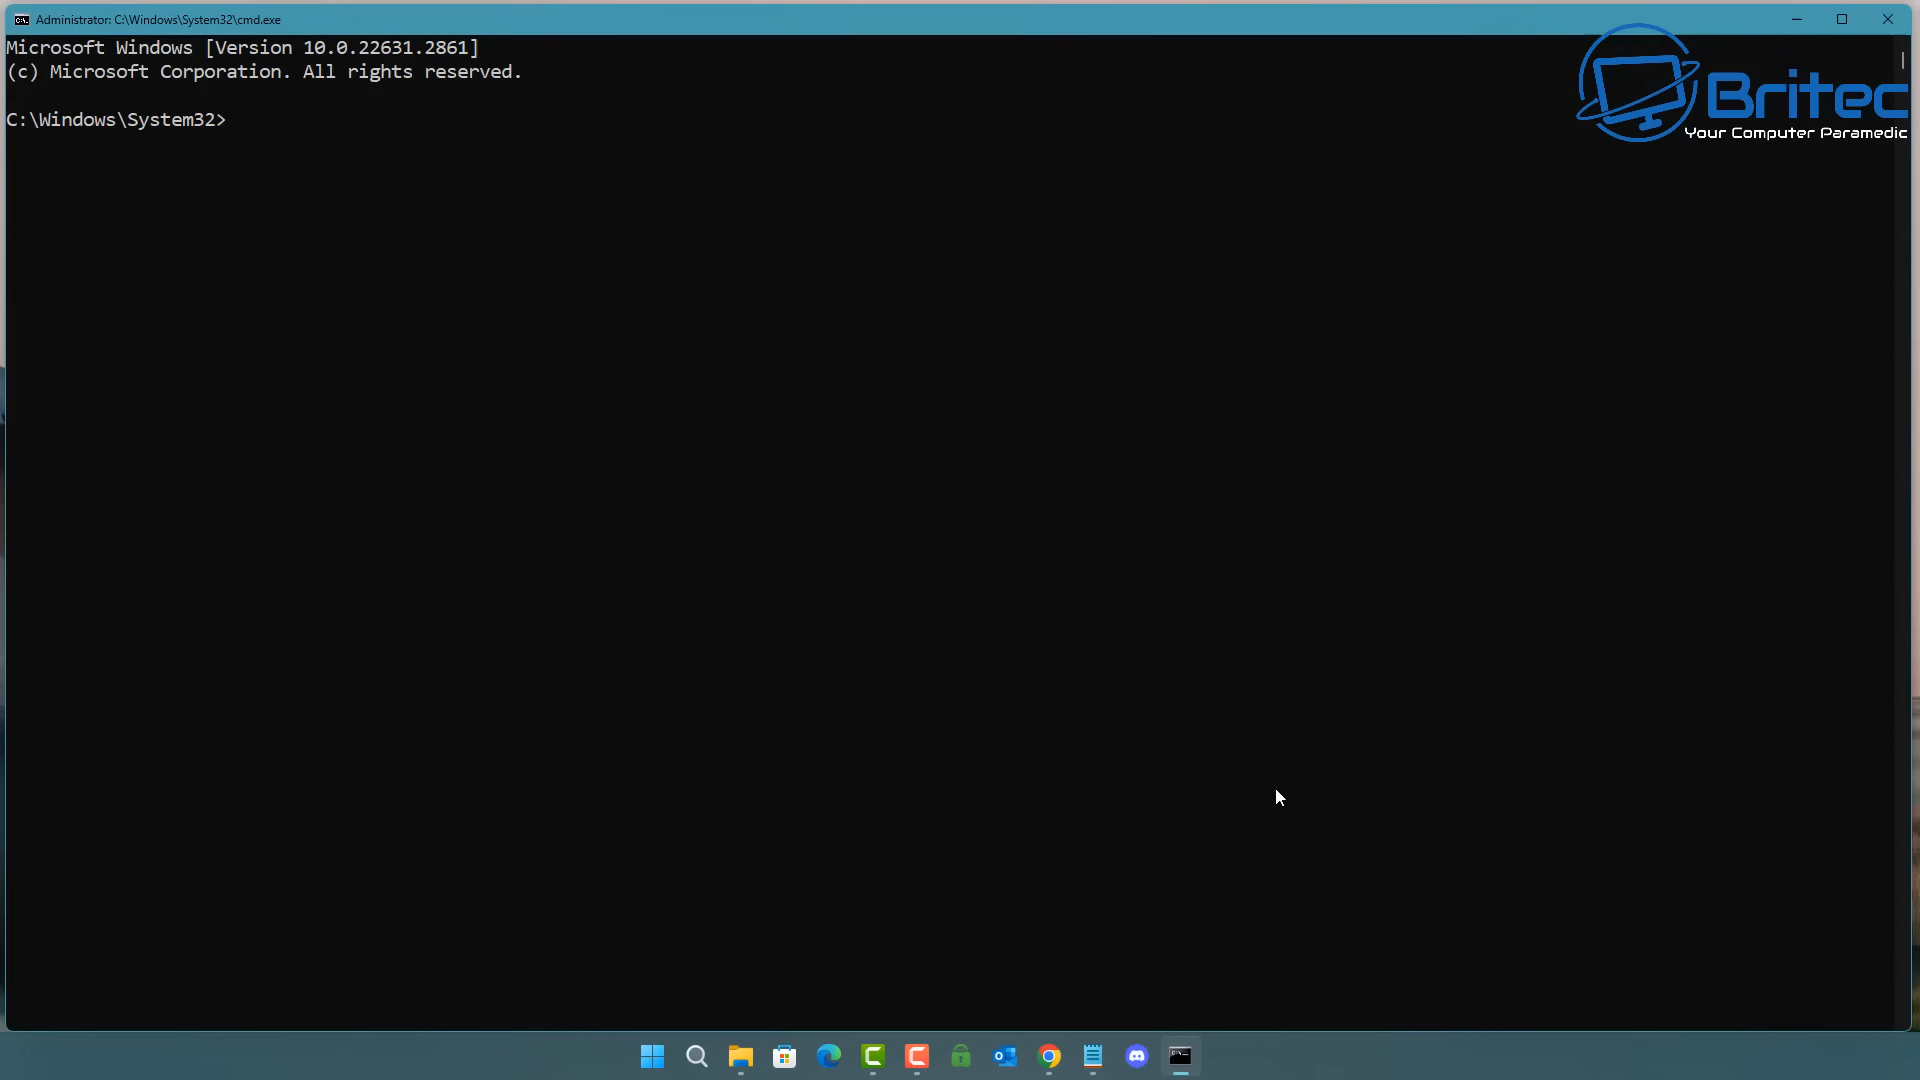 Administrator: C:\Windows\System32\cmd.exe
Microsoft Windows [Version 10.0.22631.2861]
(c) Microsoft Corporation. All rights reserved.
C:\Windows\System32>
Britec
Your Computer Paramedic